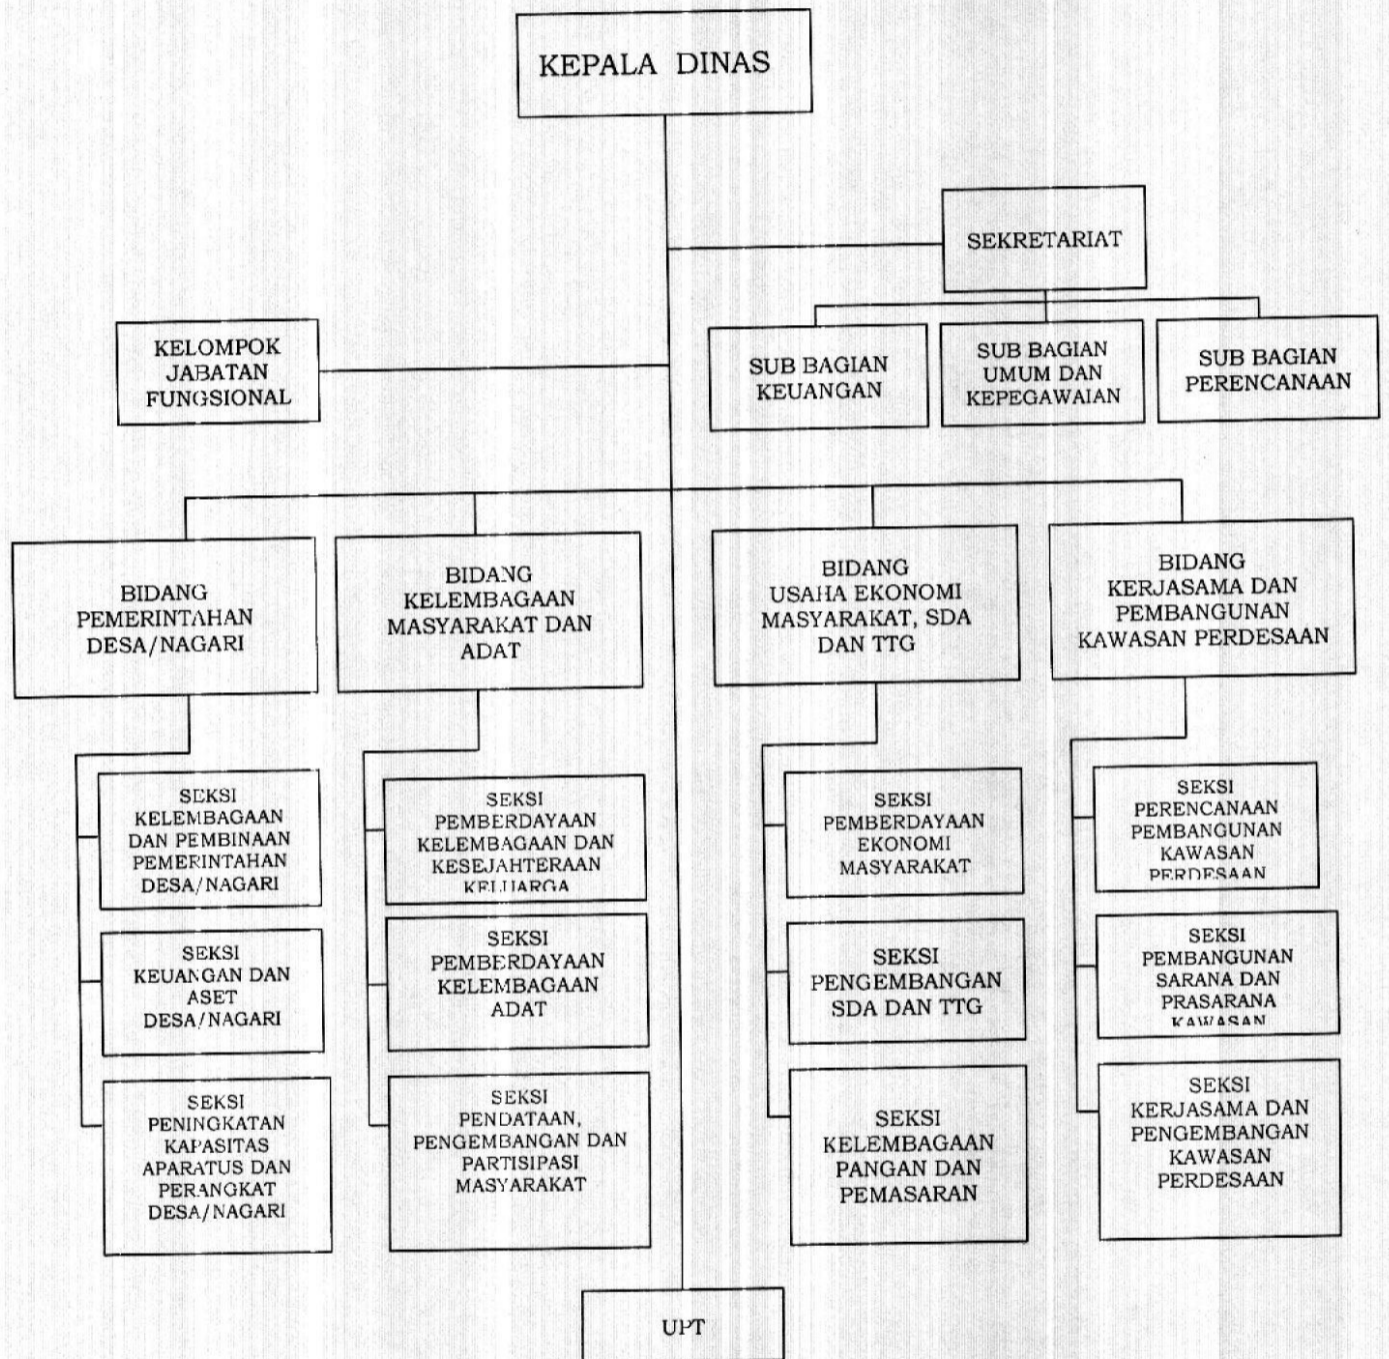 KEPALA DINAS
SEKRETARIAT
KELOMPOK
JABATAN
FUNGSIONAL
SUB BAGIAN
KEUANGAN
SUB BAGIAN
UMUM DAN
KEPEGAWAIAN
SUB BAGIAN
PERENCANAAN
BIDANG
PEMERINTAHAN
DESA/NAGARI
BIDANG
KELEMBAGAAN
MASYARAKAT DAN
ADAT
BIDANG
USAHA EKONOMI
MASYARAKAT, SDA
DAN TTG
BIDANG
KERJASAMA DAN
PEMBANGUNAN
KAWASAN PERDESAAN
SEKSI
KELEMBAGAAN
DAN PEMBINAAN
PEMERINTAHAN
DESA/NAGARI
SEKSI
PEMBERDAYAAN
KELEMBAGAAN DAN
KESEJAHTERAAN
KELUARGA
SEKSI
PEMBERDAYAAN
EKONOMI
MASYARAKAT
SEKSI
PERENCANAAN
PEMBANGUNAN
KAWASAN
PERDESAAN
SEKSI
KEUANGAN DAN
ASET
DESA/NAGARI
SEKSI
PEMBERDAYAAN
KELEMBAGAAN
ADAT
SEKSI
PENGEMBANGAN
SDA DAN TTG
SEKSI
PEMBANGUNAN
SARANA DAN
PRASARANA
KAWASAN
SEKSI
PENINGKATAN
KAPASITAS
APARATUS DAN
PERANGKAT
DESA/NAGARI
SEKSI
PENDATAAN,
PENGEMBANGAN DAN
PARTISIPASI
MASYARAKAT
SEKSI
KELEMBAGAAN
PANGAN DAN
PEMASARAN
SEKSI
KERJASAMA DAN
PENGEMBANGAN
KAWASAN
PERDESAAN
UPT